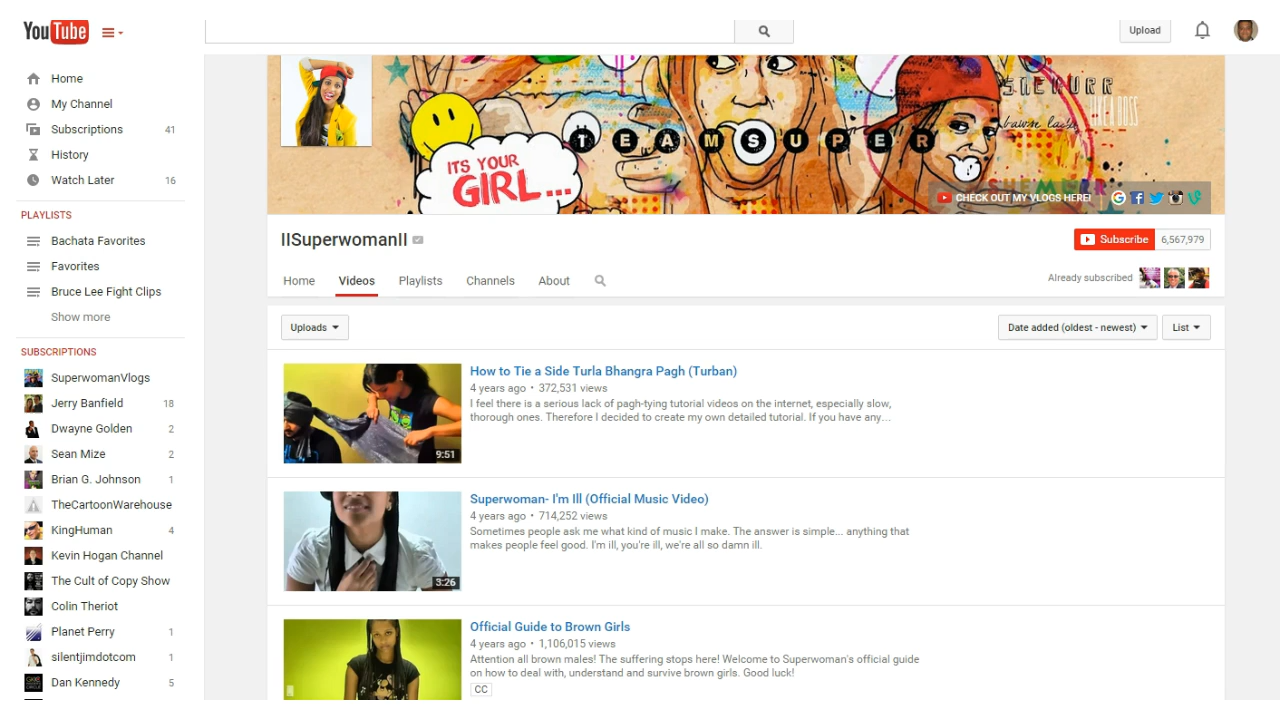 YouTube
Upload
Home
My Channel
Subscriptions 41
History
Watch Later 16
PLAYLISTS
Bachata Favorites
Favorites
Bruce Lee Fight Clips
Show more
SUBSCRIPTIONS
SuperwomanVlogs
Jerry Banfield 18
Dwayne Golden 2
Sean Mize 2
Brian G. Johnson 1
TheCartoonWarehouse
KingHuman 4
Kevin Hogan Channel
The Cult of Copy Show
Colin Theriot
Planet Perry 1
silentjimdotcom 1
Dan Kennedy 5
TEAMSUPER
ITS YOUR
GIRL...
LIKE A BOSS
CHECK OUT MY VLOGS HERE!
IISuperwomanII
Subscribe 6,567,979
Home Videos Playlists Channels About
Already subscribed
Uploads
Date added (oldest - newest) List
How to Tie a Side Turla Bhangra Pagh (Turban)
4 years ago • 372,531 views
I feel there is a serious lack of pagh-tying tutorial videos on the internet, especially slow,
thorough ones. Therefore I decided to create my own detailed tutorial. If you have any...
9:51
Superwoman- I'm Ill (Official Music Video)
4 years ago • 714,252 views
Sometimes people ask me what kind of music I make. The answer is simple... anything that
makes people feel good. I'm ill, you're ill, we're all so damn ill.
3:26
Official Guide to Brown Girls
4 years ago • 1,106,015 views
Attention all brown males! The suffering stops here! Welcome to Superwoman's official guide
on how to deal with, understand and survive brown girls. Good luck!
CC